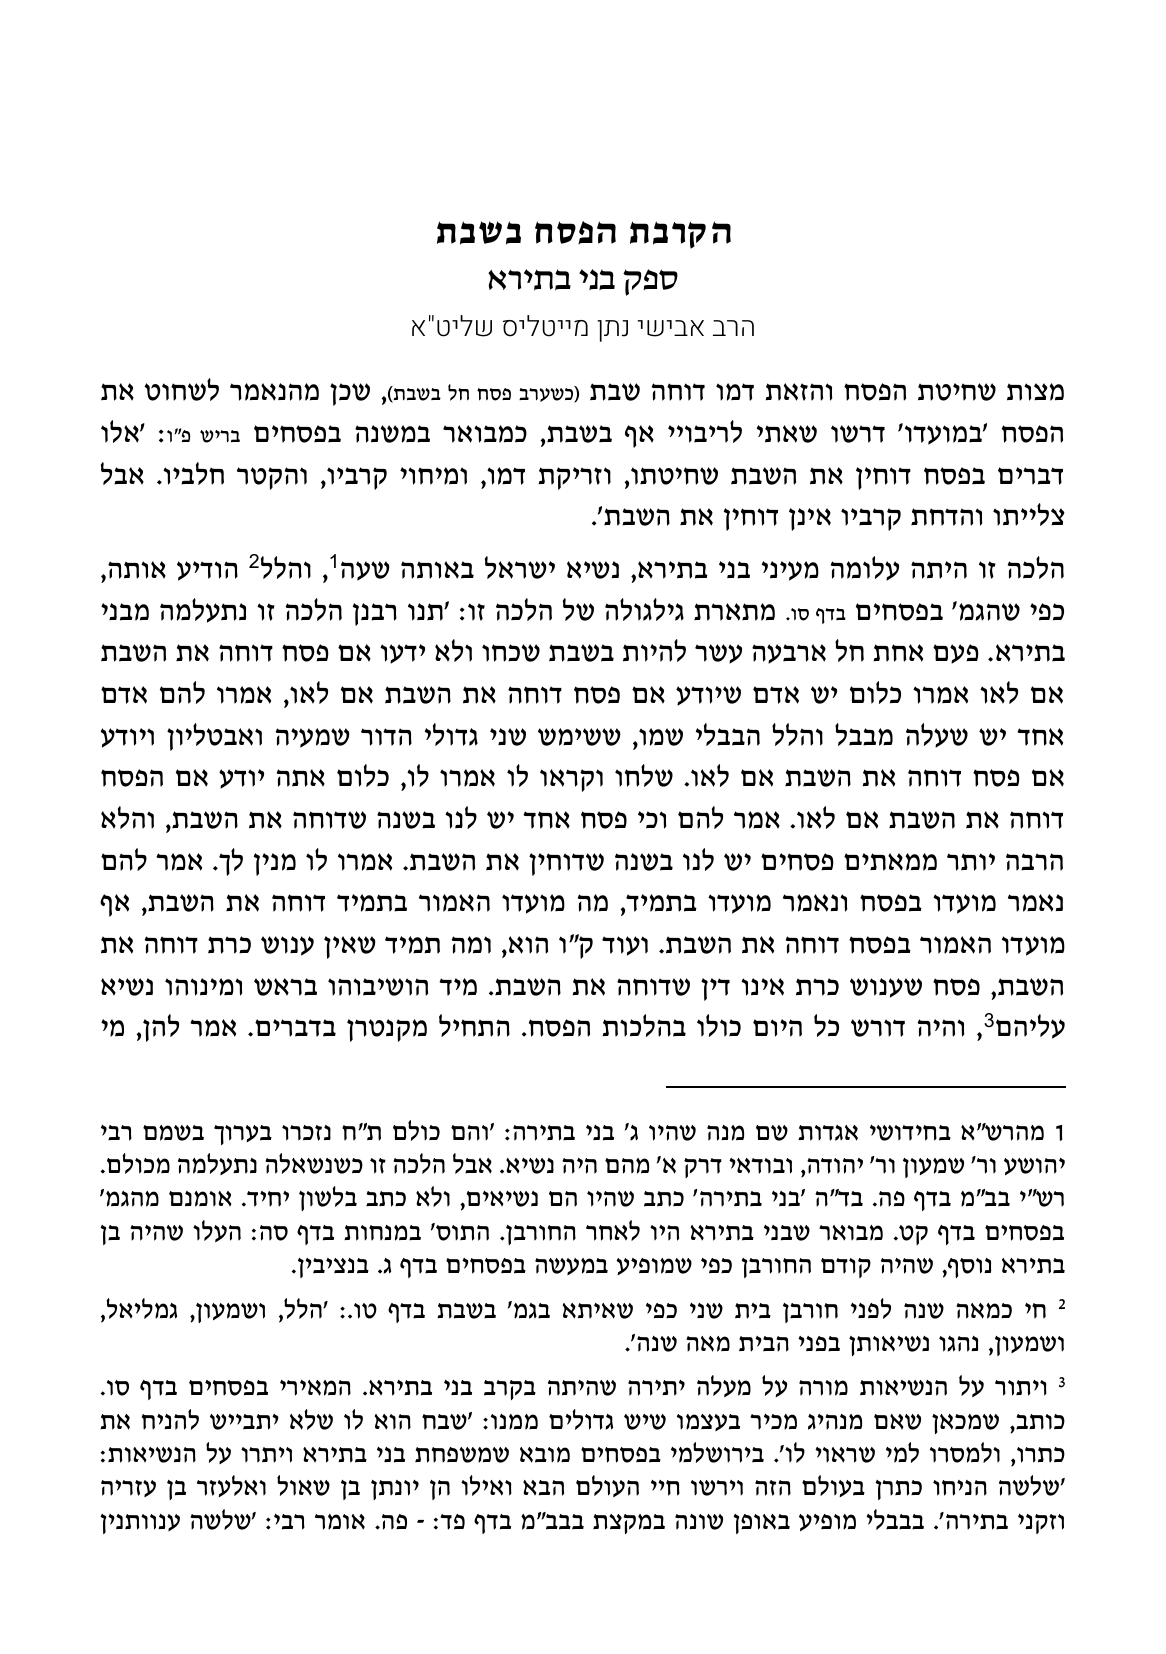 הקרבת הפסח בשבת
ספק בני בתירא
הרב אבישי נתן מייטליס שליט"א
מצות שחיטת הפסח והזאת דמו דוחה שבת (כשערב פסח חל בשבת), שכן מהנאמר לשחוט את
הפסח 'במועדו' דרשו שאתי לריבויי אף בשבת, כמבואר במשנה בפסחים בריש פ"ו: 'אלו
דברים בפסח דוחין את השבת שחיטתו, וזריקת דמו, ומיחוי קרביו, והקטר חלביו. אבל
צלייתו והדחת קרביו אינן דוחין את השבת'.
הלכה זו היתה עלומה מעיני בני בתירא, נשיא ישראל באותה שעה1, והלל2 הודיע אותה,
כפי שהגמ' בפסחים בדף סו. מתארת גילגולה של הלכה זו: 'תנו רבנן הלכה זו נתעלמה מבני
בתירא. פעם אחת חל ארבעה עשר להיות בשבת שכחו ולא ידעו אם פסח דוחה את השבת
אם לאו אמרו כלום יש אדם שיודע אם פסח דוחה את השבת אם לאו, אמרו להם אדם
אחד יש שעלה מבבל והלל הבבלי שמו, ששימש שני גדולי הדור שמעיה ואבטליון ויודע
אם פסח דוחה את השבת אם לאו. שלחו וקראו לו אמרו לו, כלום אתה יודע אם הפסח
דוחה את השבת אם לאו. אמר להם וכי פסח אחד יש לנו בשנה שדוחה את השבת, והלא
הרבה יותר ממאתים פסחים יש לנו בשנה שדוחין את השבת. אמרו לו מנין לך. אמר להם
נאמר מועדו בפסח ונאמר מועדו בתמיד, מה מועדו האמור בתמיד דוחה את השבת, אף
מועדו האמור בפסח דוחה את השבת. ועוד ק"ו הוא, ומה תמיד שאין ענוש כרת דוחה את
השבת, פסח שענוש כרת אינו דין שדוחה את השבת. מיד הושיבוהו בראש ומינוהו נשיא
עליהם3, והיה דורש כל היום כולו בהלכות הפסח. התחיל מקנטרן בדברים. אמר להן, מי
1 מהרש"א בחידושי אגדות שם מנה שהיו ג' בני בתירה: 'והם כולם ת"ח נזכרו בערוך בשמם רבי
יהושע ור' שמעון ור' יהודה, ובודאי דרק א' מהם היה נשיא. אבל הלכה זו כשנשאלה נתעלמה מכולם.
רש"י בב"מ בדף פה. בד"ה 'בני בתירה' כתב שהיו הם נשיאים, ולא כתב בלשון יחיד. אומנם מהגמ'
בפסחים בדף קט. מבואר שבני בתירא היו לאחר החורבן. התוס' במנחות בדף סה: העלו שהיה בן
בתירא נוסף, שהיה קודם החורבן כפי שמופיע במעשה בפסחים בדף ג. בנציבין.
2 חי כמאה שנה לפני חורבן בית שני כפי שאיתא בגמ' בשבת בדף טו.: 'הלל, ושמעון, גמליאל,
ושמעון, נהגו נשיאותן בפני הבית מאה שנה'.
3 ויתור על הנשיאות מורה על מעלה יתירה שהיתה בקרב בני בתירא. המאירי בפסחים בדף סו.
כותב, שמכאן שאם מנהיג מכיר בעצמו שיש גדולים ממנו: 'שבח הוא לו שלא יתבייש להניח את
כתרו, ולמסרו למי שראוי לו'. בירושלמי בפסחים מובא שמשפחת בני בתירא ויתרו על הנשיאות:
'שלשה הניחו כתרן בעולם הזה וירשו חיי העולם הבא ואילו הן יונתן בן שאול ואלעזר בן עזריה
וזקני בתירה'. בבבלי מופיע באופן שונה במקצת בבב"מ בדף פד: - פה. אומר רבי: 'שלשה ענוותנין